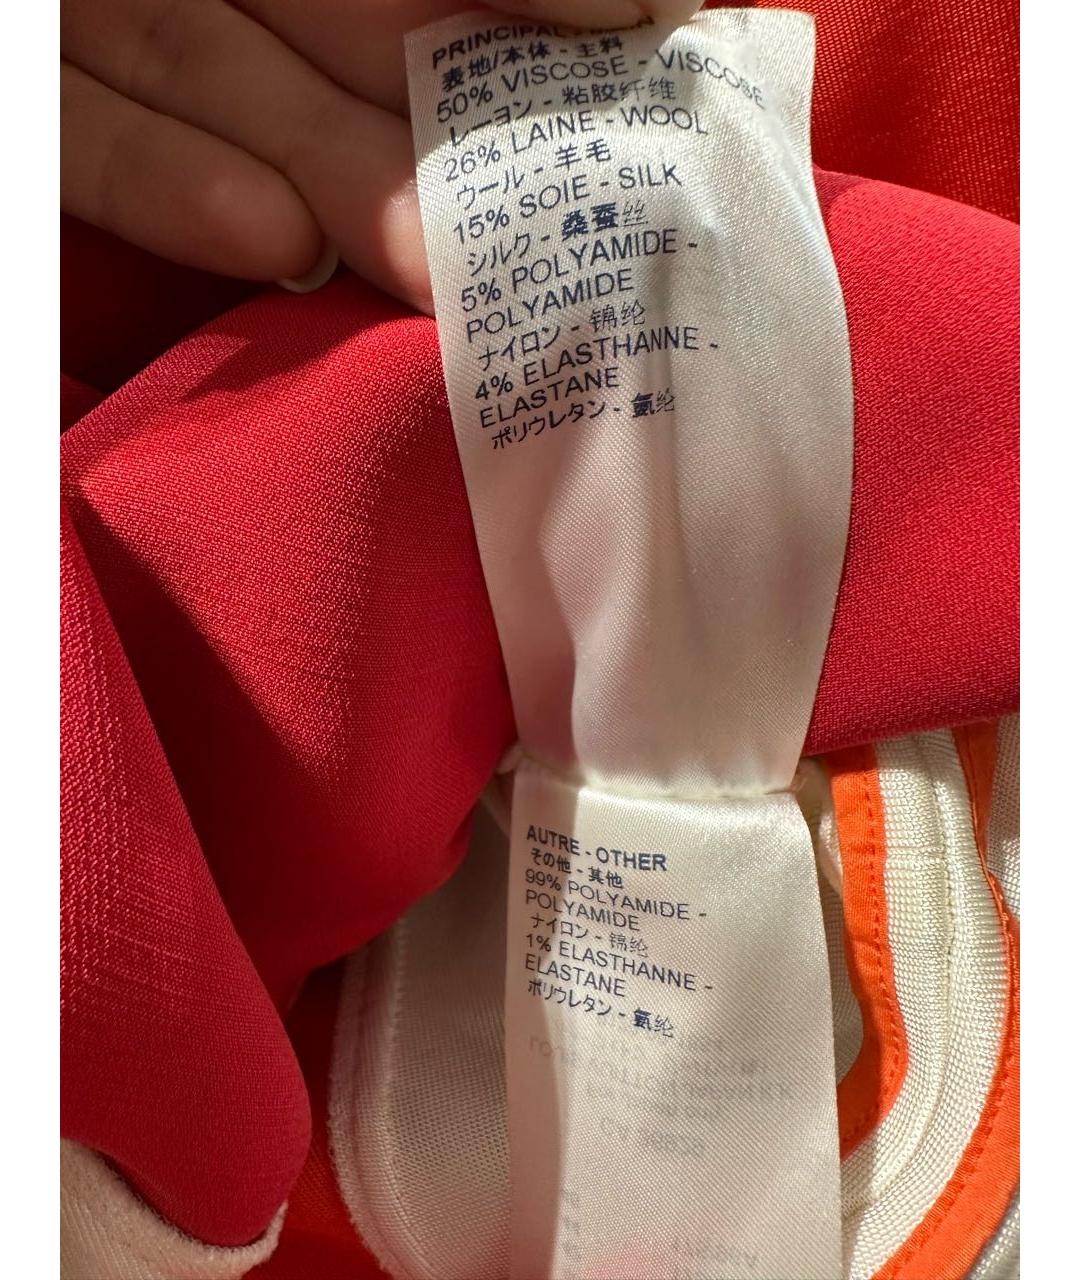 PRINCIPAL
表地/本体 - 主料
50% VISCOSE - VISCOSE
レーヨン - 粘胶纤维
26% LAINE - WOOL
ウール - 羊毛
15% SOIE - SILK
シルク - 桑蚕丝
5% POLYAMIDE -
POLYAMIDE
ナイロン - 锦纶
4% ELASTHANNE -
ELASTANE
ポリウレタン - 氨纶
AUTRE - OTHER
その他 - 其他
99% POLYAMIDE -
POLYAMIDE
ナイロン - 锦纶
1% ELASTHANNE -
ELASTANE
ポリウレタン - 氨纶